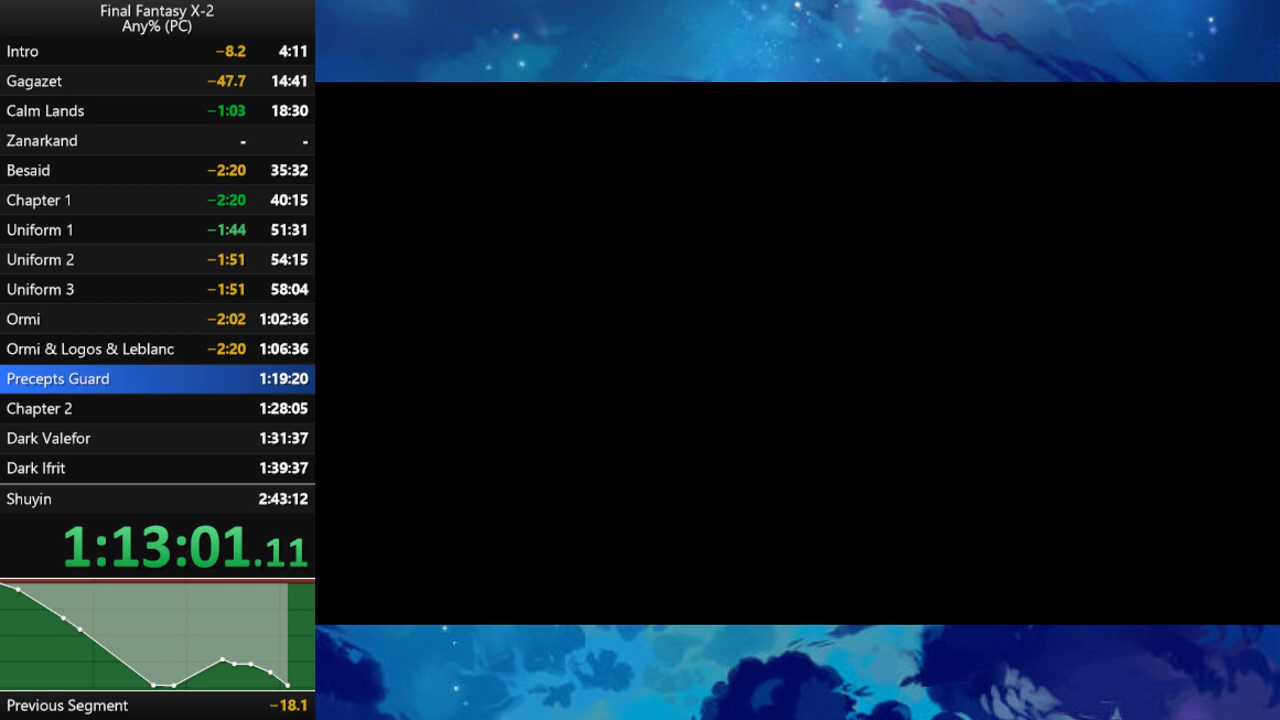 Final Fantasy X-2
Any% (PC)
Intro −8.2 4:11
Gagazet −47.7 14:41
Calm Lands −1:03 18:30
Zanarkand - -
Besaid −2:20 35:32
Chapter 1 −2:20 40:15
Uniform 1 −1:44 51:31
Uniform 2 −1:51 54:15
Uniform 3 −1:51 58:04
Ormi −2:02 1:02:36
Ormi & Logos & Leblanc −2:20 1:06:36
Precepts Guard 1:19:20
Chapter 2 1:28:05
Dark Valefor 1:31:37
Dark Ifrit 1:39:37
Shuyin 2:43:12
1:13:01.11
Previous Segment −18.1